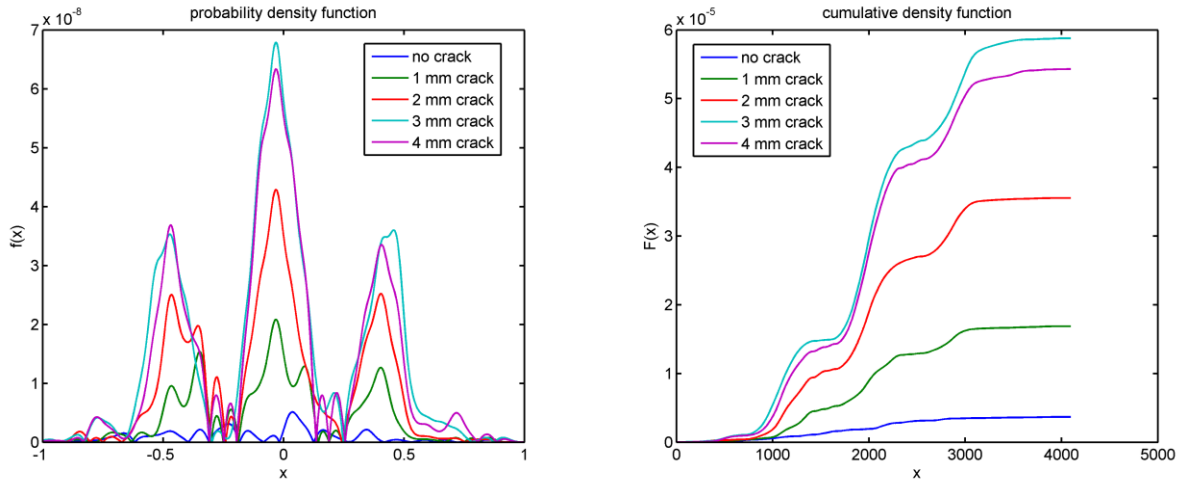 probability density function
x 10-8
7
6
5
4
3
2
1
0
f(x)
-1
-0.5
0
0.5
1
x
no crack
1 mm crack
2 mm crack
3 mm crack
4 mm crack
cumulative density function
x 10-5
6
5
4
3
2
1
0
F(x)
0
1000
2000
3000
4000
5000
x
no crack
1 mm crack
2 mm crack
3 mm crack
4 mm crack